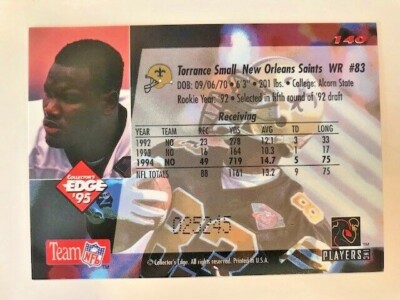 140
Torrance Small New Orleans Saints WR #83
DOB: 09/06/70 • 6'3" • 201 lbs. • College: Alcorn State
Rookie Year '92 • Selected in fifth round of '92 draft
Receiving
YEAR TEAM REC YDS AVG TD LONG
1992 NO 23 278 12.1 3 33
1993 NO 16 164 10.3 1 17
1994 NO 49 719 14.7 5 75
NFL TOTALS 88 1161 13.2 9 75
COLLECTOR'S
EDGE
'95
025245
Team NFL
© Collector's Edge. All rights reserved. Printed in U.S.A.
PLAYERS INC
TM